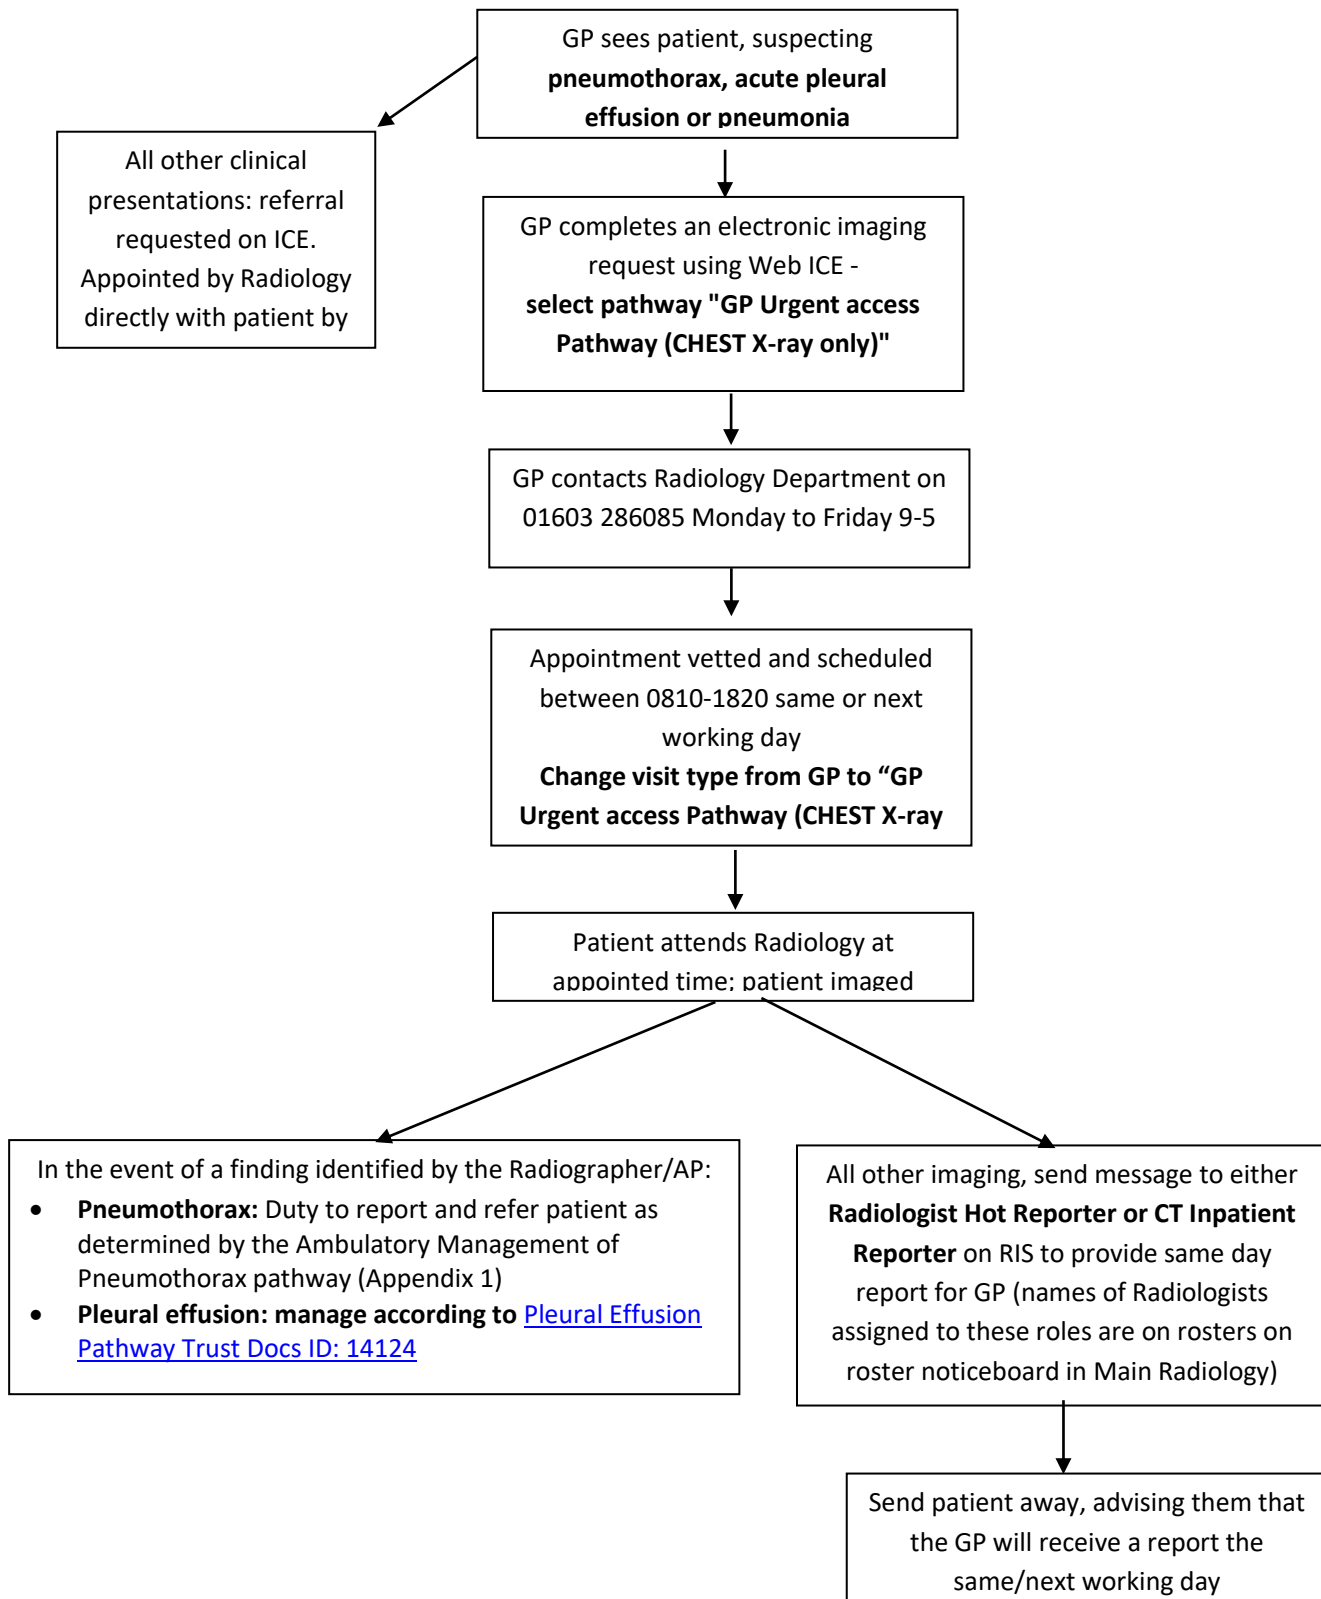 GP sees patient, suspecting
pneumothorax, acute pleural
effusion or pneumonia
All other clinical
presentations: referral
requested on ICE.
Appointed by Radiology
directly with patient by
GP completes an electronic imaging
request using Web ICE -
select pathway "GP Urgent access
Pathway (CHEST X-ray only)"
GP contacts Radiology Department on
01603 286085 Monday to Friday 9-5
Appointment vetted and scheduled
between 0810-1820 same or next
working day
Change visit type from GP to “GP
Urgent access Pathway (CHEST X-ray
Patient attends Radiology at
appointed time; patient imaged
In the event of a finding identified by the Radiographer/AP:
• Pneumothorax: Duty to report and refer patient as
determined by the Ambulatory Management of
Pneumothorax pathway (Appendix 1)
• Pleural effusion: manage according to Pleural Effusion
Pathway Trust Docs ID: 14124
All other imaging, send message to either
Radiologist Hot Reporter or CT Inpatient
Reporter on RIS to provide same day
report for GP (names of Radiologists
assigned to these roles are on rosters on
roster noticeboard in Main Radiology)
Send patient away, advising them that
the GP will receive a report the
same/next working day